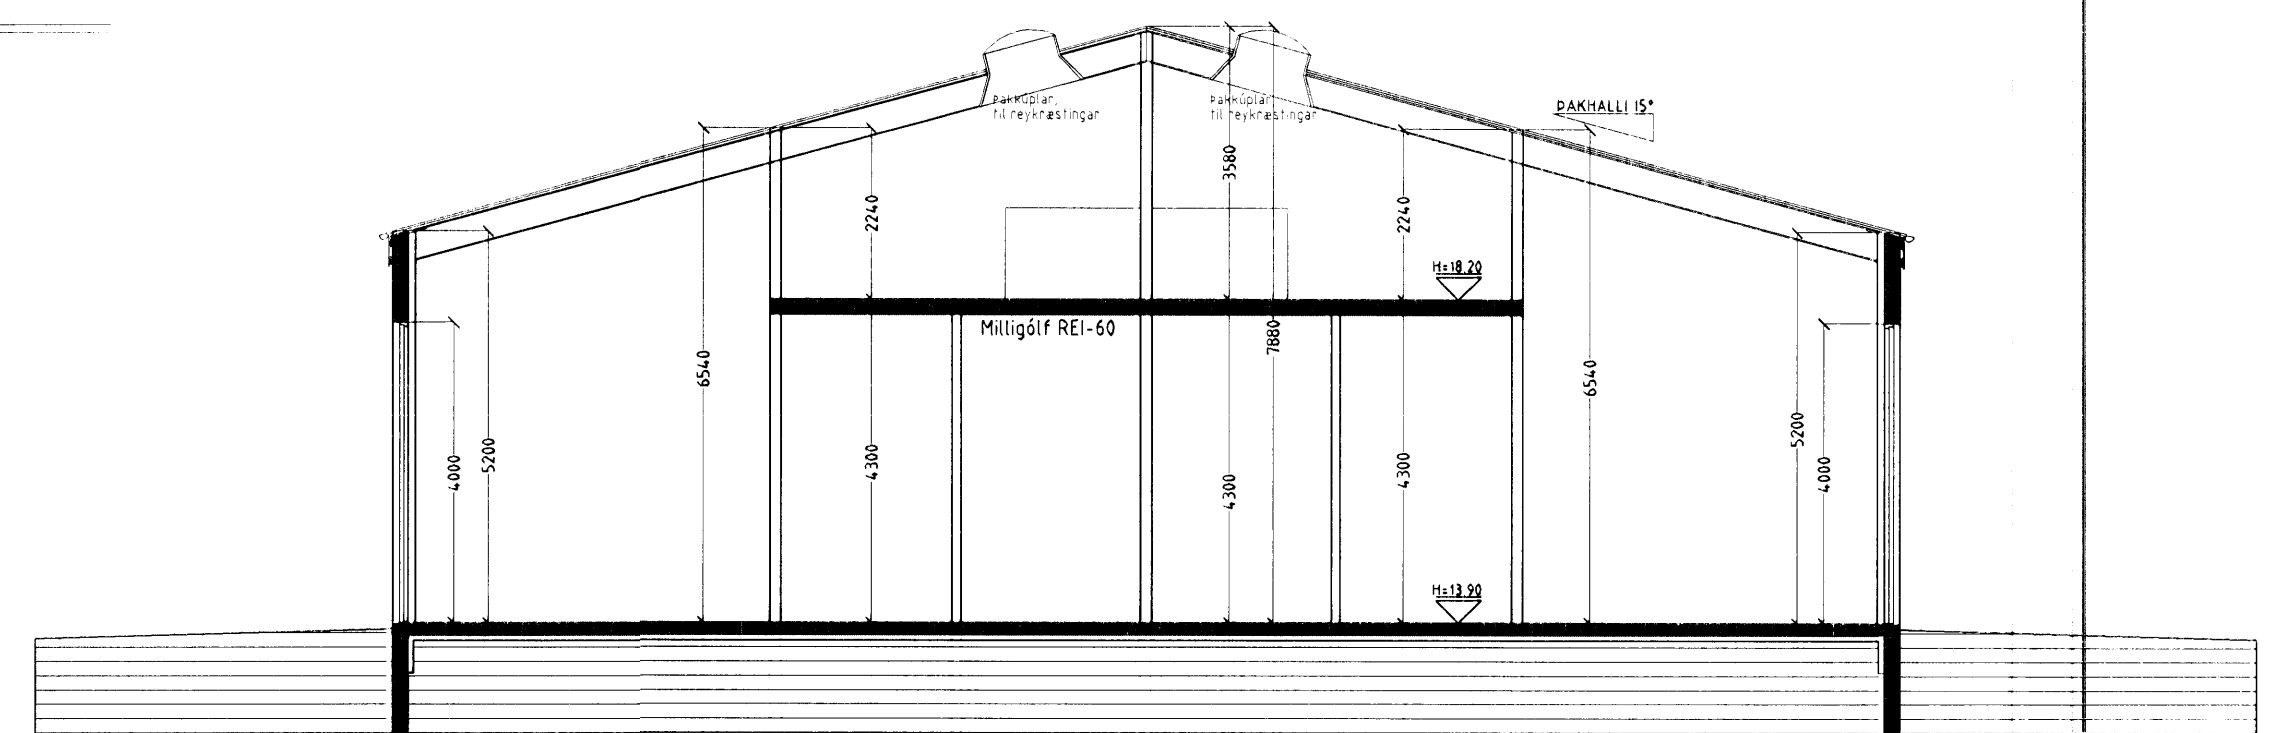 Þakkúplar,
til reykræstingar
Þakkúplar
til reykræstingar
ÞAKHALLI 15°
3580
2240
2240
H=18.20
Milligólf REI-60
7880
6540
6540
5200
4000
4300
4300
4300
5200
4000
H=13.90